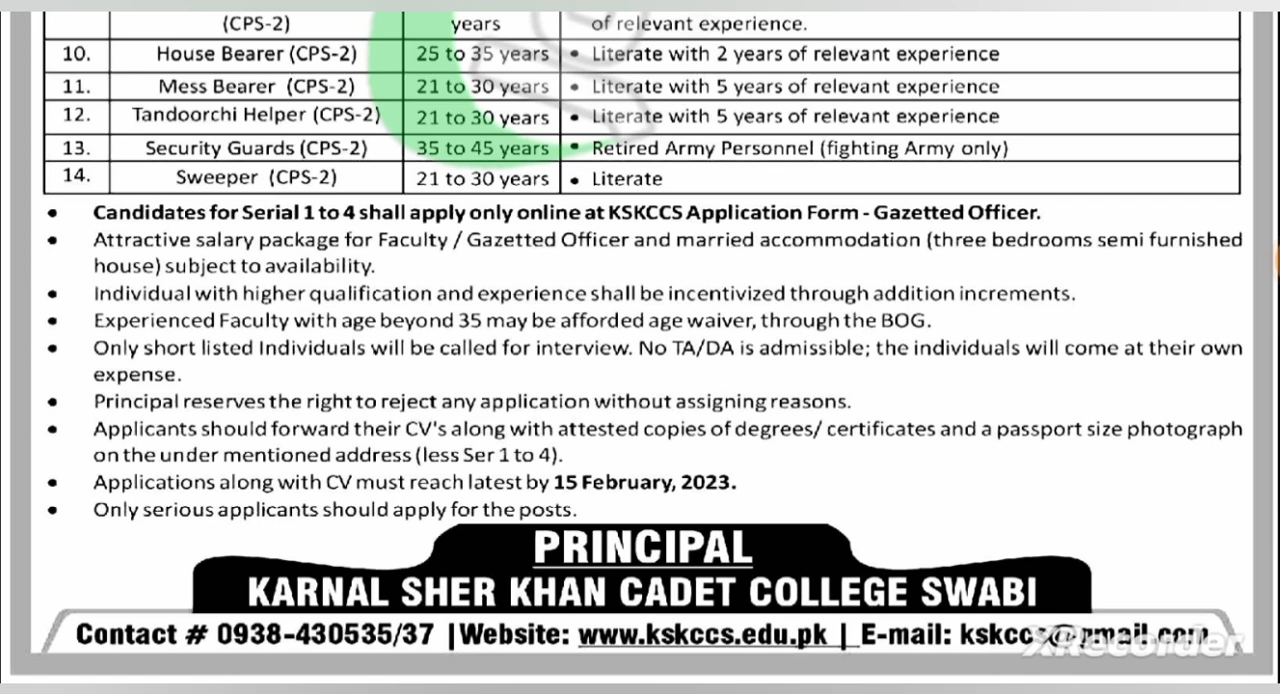 (CPS-2) years of relevant experience.
10. House Bearer (CPS-2) 25 to 35 years • Literate with 2 years of relevant experience
11. Mess Bearer (CPS-2) 21 to 30 years • Literate with 5 years of relevant experience
12. Tandoorchi Helper (CPS-2) 21 to 30 years • Literate with 5 years of relevant experience
13. Security Guards (CPS-2) 35 to 45 years • Retired Army Personnel (fighting Army only)
14. Sweeper (CPS-2) 21 to 30 years • Literate
• Candidates for Serial 1 to 4 shall apply only online at KSKCCS Application Form - Gazetted Officer.
• Attractive salary package for Faculty / Gazetted Officer and married accommodation (three bedrooms semi furnished
house) subject to availability.
• Individual with higher qualification and experience shall be incentivized through addition increments.
• Experienced Faculty with age beyond 35 may be afforded age waiver, through the BOG.
• Only short listed Individuals will be called for interview. No TA/DA is admissible; the individuals will come at their own
expense.
• Principal reserves the right to reject any application without assigning reasons.
• Applicants should forward their CV's along with attested copies of degrees/ certificates and a passport size photograph
on the under mentioned address (less Ser 1 to 4).
• Applications along with CV must reach latest by 15 February, 2023.
• Only serious applicants should apply for the posts.
PRINCIPAL
KARNAL SHER KHAN CADET COLLEGE SWABI
Contact # 0938-430535/37 | Website: www.kskccs.edu.pk | E-mail: kskccs@gmail.com
XRecorder